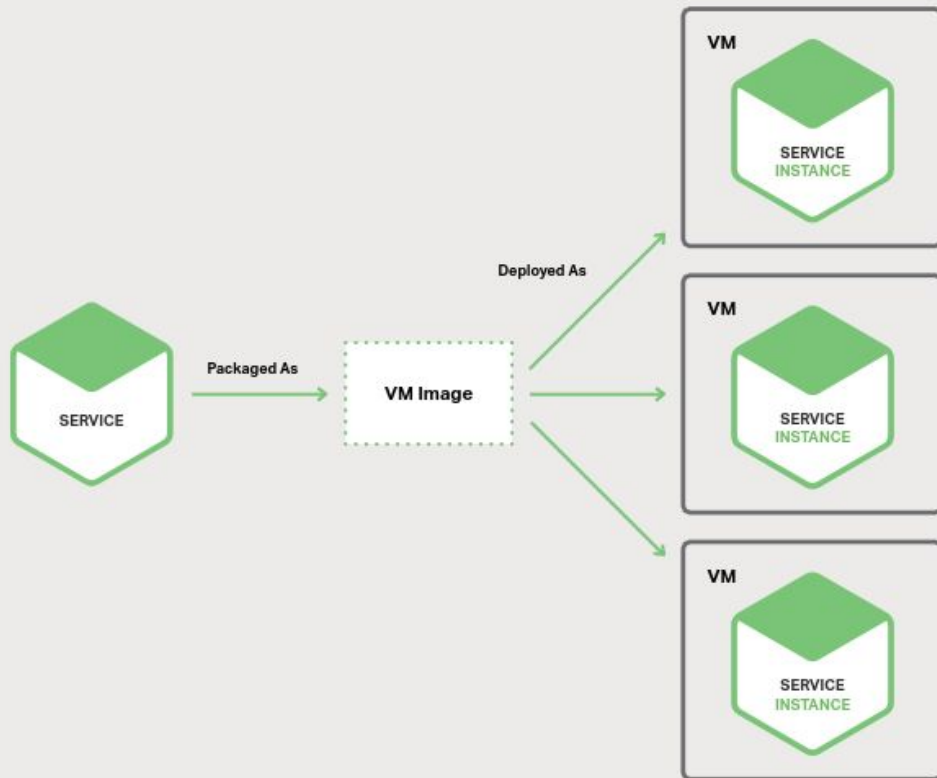 VM
SERVICE
INSTANCE
Deployed As
VM
SERVICE
INSTANCE
Packaged As
VM Image
SERVICE
VM
SERVICE
INSTANCE